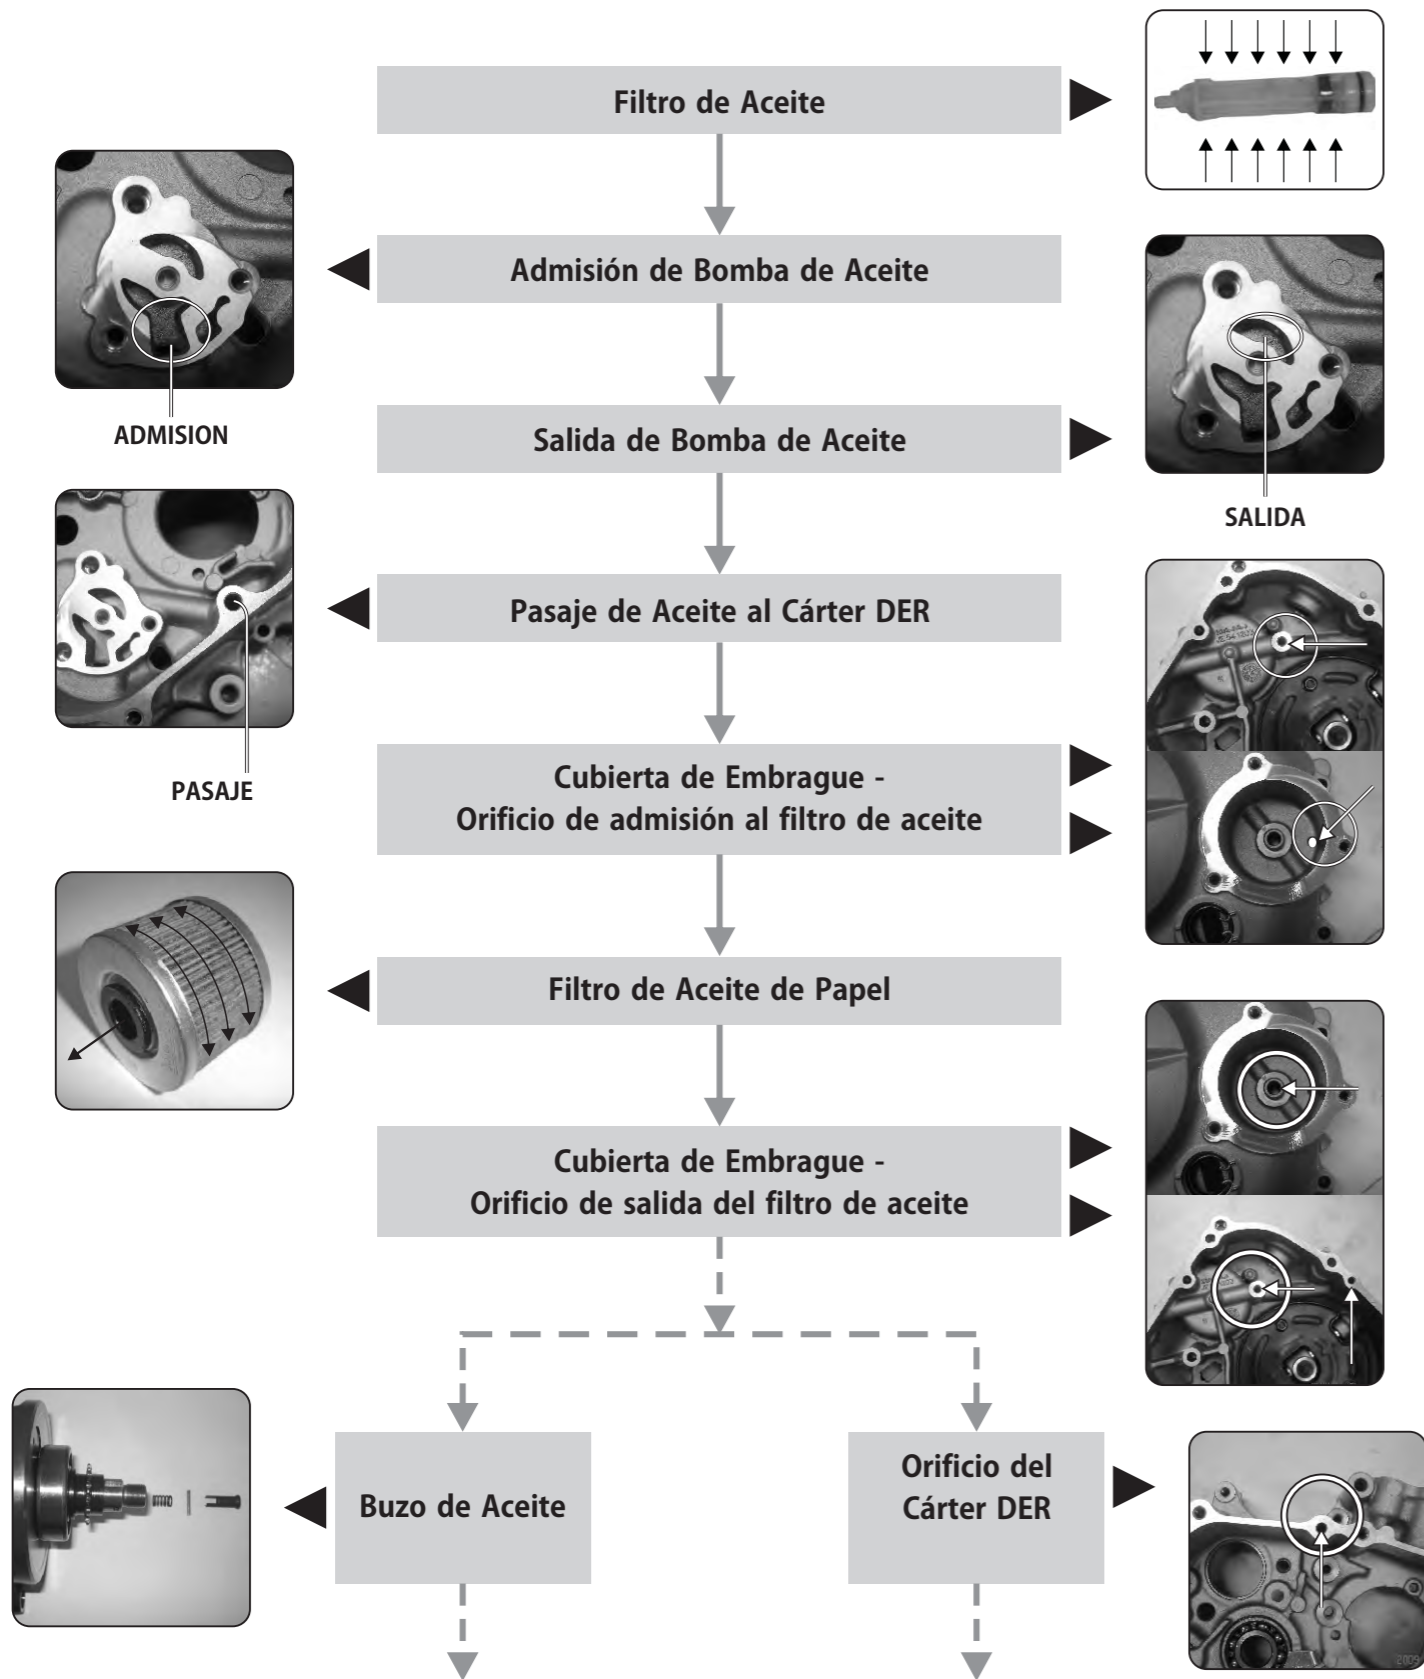 Filtro de Aceite
Admisión de Bomba de Aceite
ADMISION
Salida de Bomba de Aceite
SALIDA
Pasaje de Aceite al Cárter DER
PASAJE
Cubierta de Embrague -
Orificio de admisión al filtro de aceite
Filtro de Aceite de Papel
Cubierta de Embrague -
Orificio de salida del filtro de aceite
Buzo de Aceite
Orificio del
Cárter DER